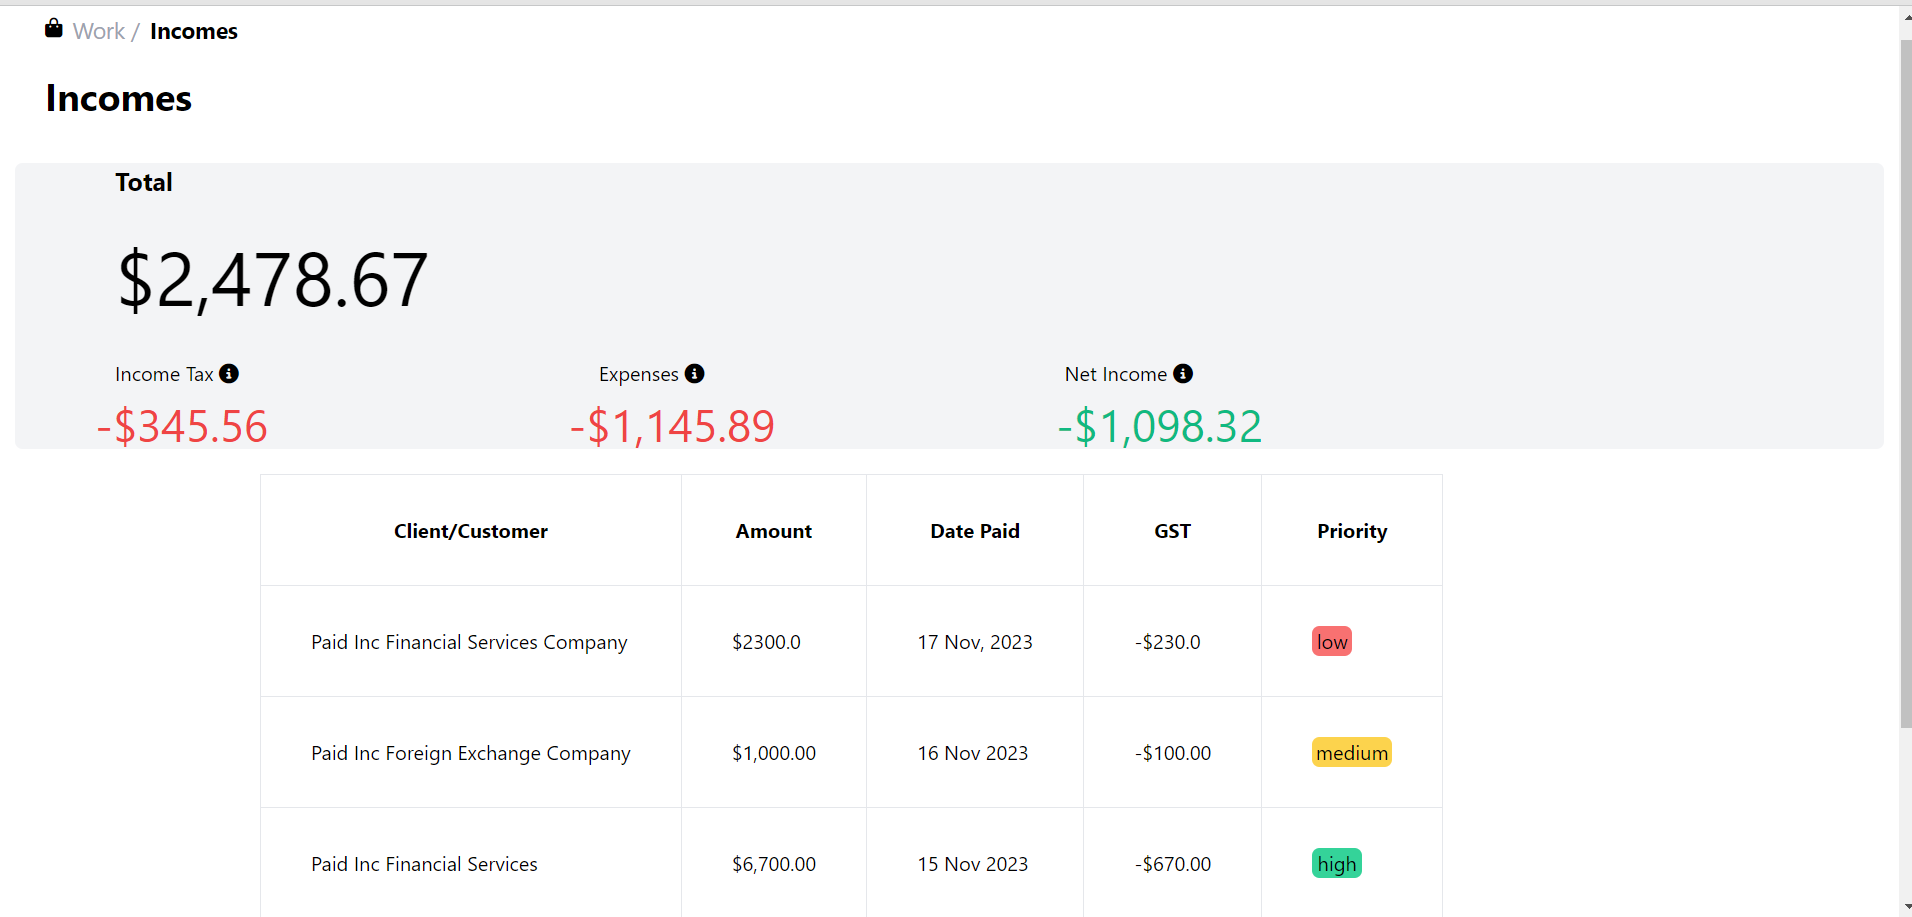 Work / Incomes
Incomes
Total
$2,478.67
Income Tax Expenses Net Income
-$345.56 -$1,145.89 -$1,098.32
Client/Customer Amount Date Paid GST Priority
Paid Inc Financial Services Company $2300.0 17 Nov, 2023 -$230.0 low
Paid Inc Foreign Exchange Company $1,000.00 16 Nov 2023 -$100.00 medium
Paid Inc Financial Services $6,700.00 15 Nov 2023 -$670.00 high